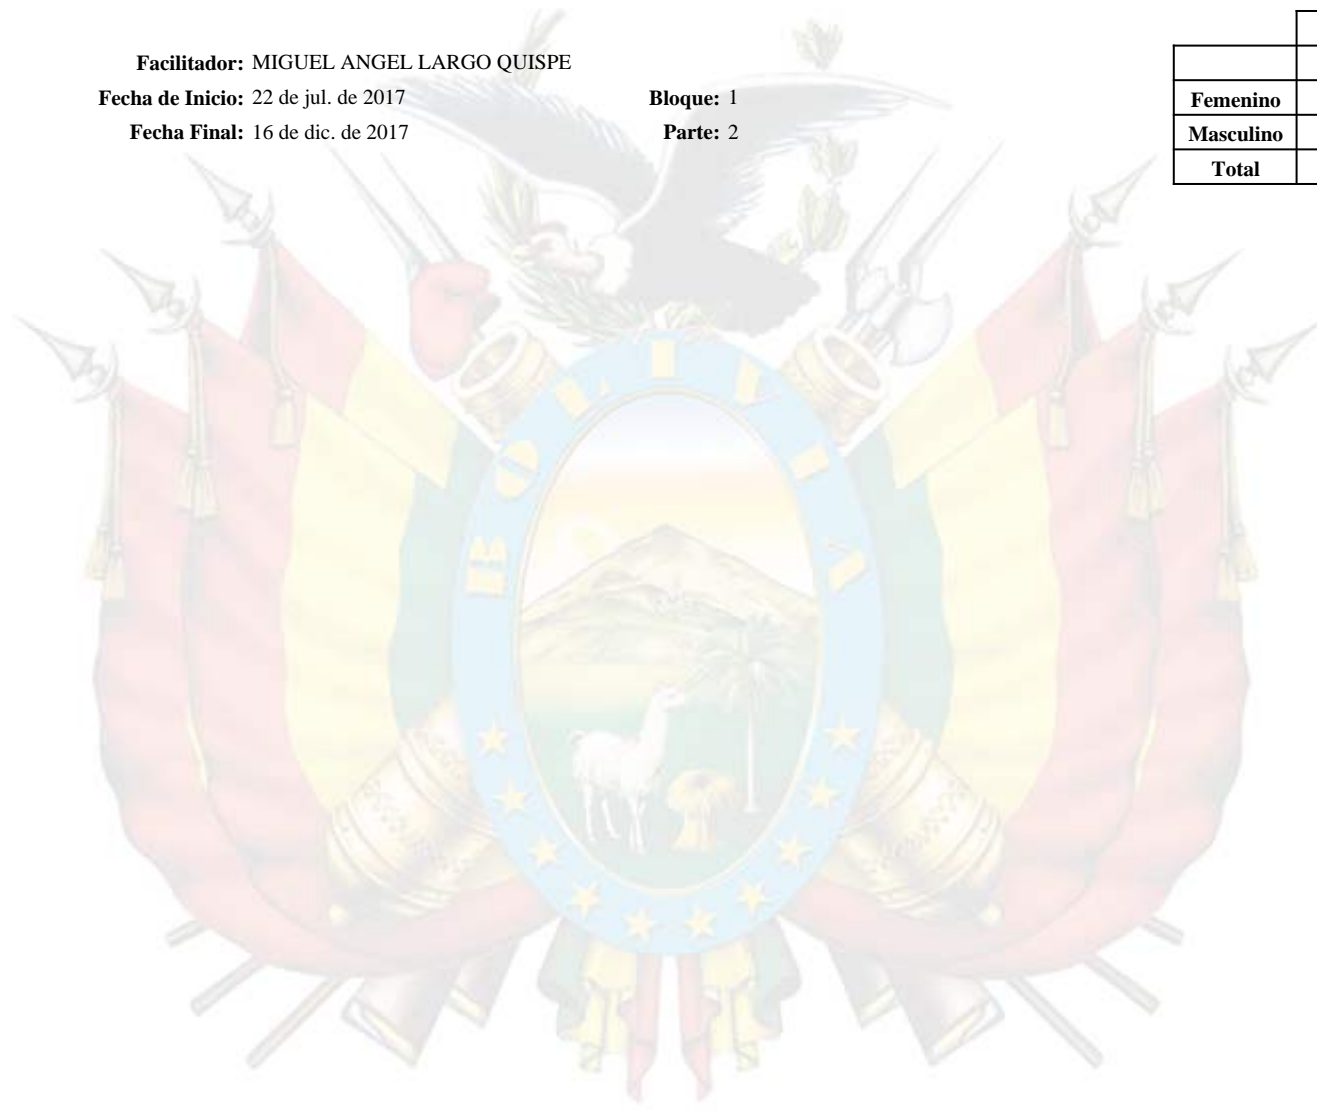 Facilitador: MIGUEL ANGEL LARGO QUISPE
Fecha de Inicio: 22 de jul. de 2017 Bloque: 1
Fecha Final: 16 de dic. de 2017 Parte: 2
Femenino
Masculino
Total
BOLIVIA